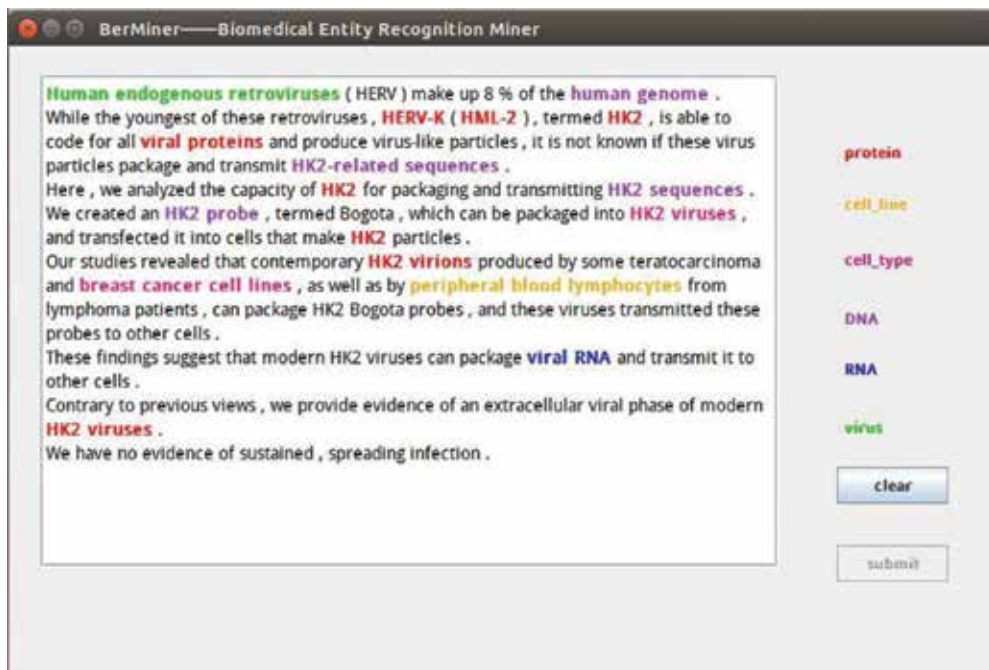 BerMiner——Biomedical Entity Recognition Miner
Human endogenous retroviruses ( HERV ) make up 8 % of the human genome .
While the youngest of these retroviruses , HERV-K ( HML-2 ) , termed HK2 , is able to
code for all viral proteins and produce virus-like particles , it is not known if these virus
particles package and transmit HK2-related sequences .
Here , we analyzed the capacity of HK2 for packaging and transmitting HK2 sequences .
We created an HK2 probe , termed Bogota , which can be packaged into HK2 viruses ,
and transfected it into cells that make HK2 particles .
Our studies revealed that contemporary HK2 virions produced by some teratocarcinoma
and breast cancer cell lines , as well as by peripheral blood lymphocytes from
lymphoma patients , can package HK2 Bogota probes , and these viruses transmitted these
probes to other cells .
These findings suggest that modern HK2 viruses can package viral RNA and transmit it to
other cells .
Contrary to previous views , we provide evidence of an extracellular viral phase of modern
HK2 viruses .
We have no evidence of sustained , spreading infection .
protein
cell_line
cell_type
DNA
RNA
virus
clear
submit